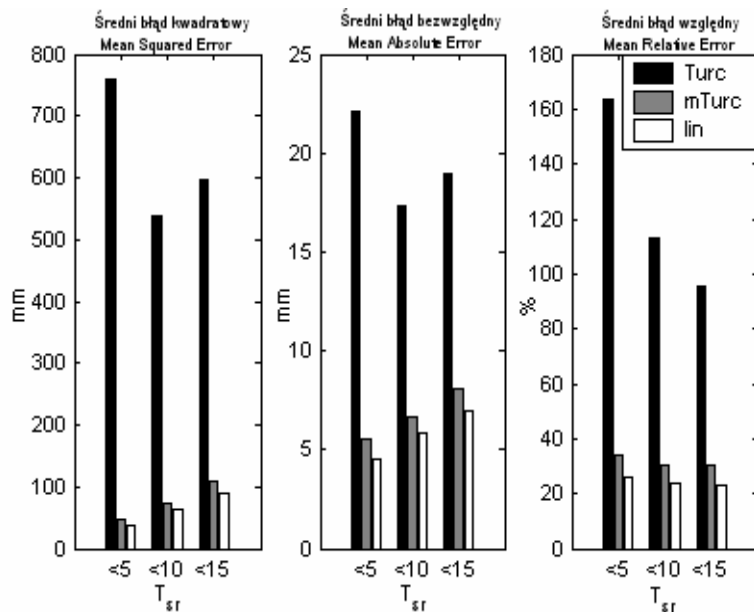 Średni błąd kwadratowy
Mean Squared Error
800
700
600
500
400
300
200
100
0
mm
<5 <10 <15
T_sr
Średni błąd bezwzględny
Mean Absolute Error
25
20
15
10
5
0
mm
<5 <10 <15
T_sr
Średni błąd względny
Mean Relative Error
180
160
140
120
100
80
60
40
20
0
%
<5 <10 <15
T_sr
Turc
mTurc
lin